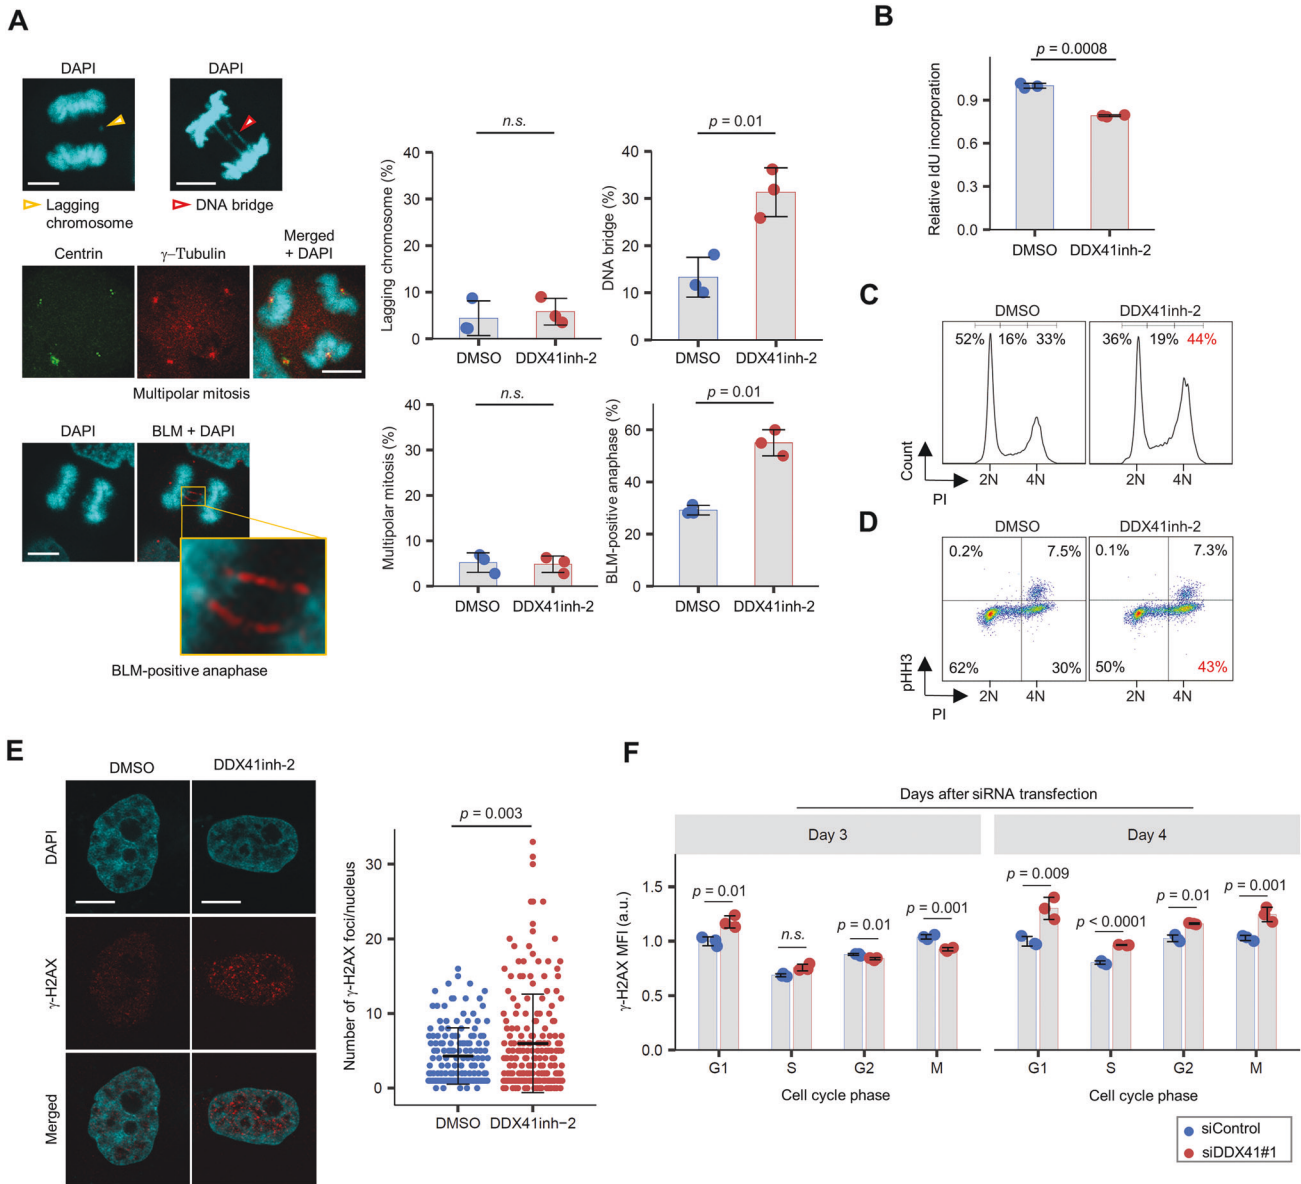 A
DAPI
DAPI
Lagging
chromosome
DNA bridge
Centrin
γ–Tubulin
Merged
+ DAPI
Multipolar mitosis
DAPI
BLM + DAPI
BLM-positive anaphase
Lagging chromosome (%)
40
30
20
10
0
n.s.
DMSO
DDX41inh-2
DNA bridge (%)
40
30
20
10
0
p = 0.01
DMSO
DDX41inh-2
Multipolar mitosis (%)
40
30
20
10
0
n.s.
DMSO
DDX41inh-2
BLM-positive anaphase (%)
60
40
20
0
p = 0.01
DMSO
DDX41inh-2
B
Relative IdU incorporation
0.9
0.6
0.3
0.0
p = 0.0008
DMSO
DDX41inh-2
C
DMSO
DDX41inh-2
52%
16%
33%
36%
19%
44%
Count
PI
2N
4N
2N
4N
D
DMSO
DDX41inh-2
0.2%
7.5%
0.1%
7.3%
62%
30%
50%
43%
pHH3
PI
2N
4N
2N
4N
E
DMSO
DDX41inh-2
DAPI
γ-H2AX
Merged
Number of γ-H2AX foci/nucleus
30
20
10
0
p = 0.003
DMSO
DDX41inh−2
F
Days after siRNA transfection
Day 3
Day 4
γ-H2AX MFI (a.u.)
1.5
1.0
0.5
0.0
p = 0.01
n.s.
p = 0.01
p = 0.001
p = 0.009
p < 0.0001
p = 0.01
p = 0.001
G1
S
G2
M
G1
S
G2
M
Cell cycle phase
Cell cycle phase
siControl
siDDX41#1